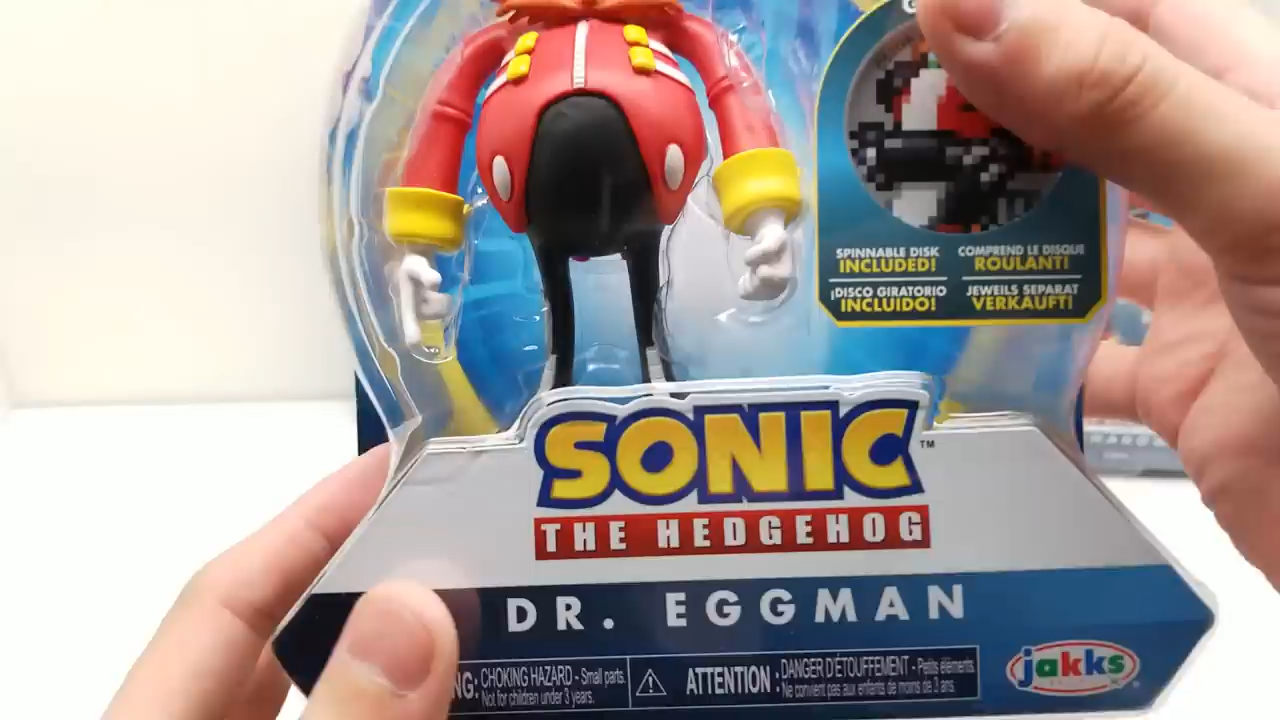 SPINNABLE DISK
INCLUDED!
COMPREND LE DISQUE
ROULANT!
¡DISCO GIRATORIO
INCLUIDO!
JEWEILS SEPARAT
VERKAUFT!
SONIC™
THE HEDGEHOG
DR. EGGMAN
NG: CHOKING HAZARD - Small parts.
Not for children under 3 years.
ATTENTION : DANGER D'ÉTOUFFEMENT - Petits éléments.
Ne convient pas aux enfants de moins de 3 ans.
jakks